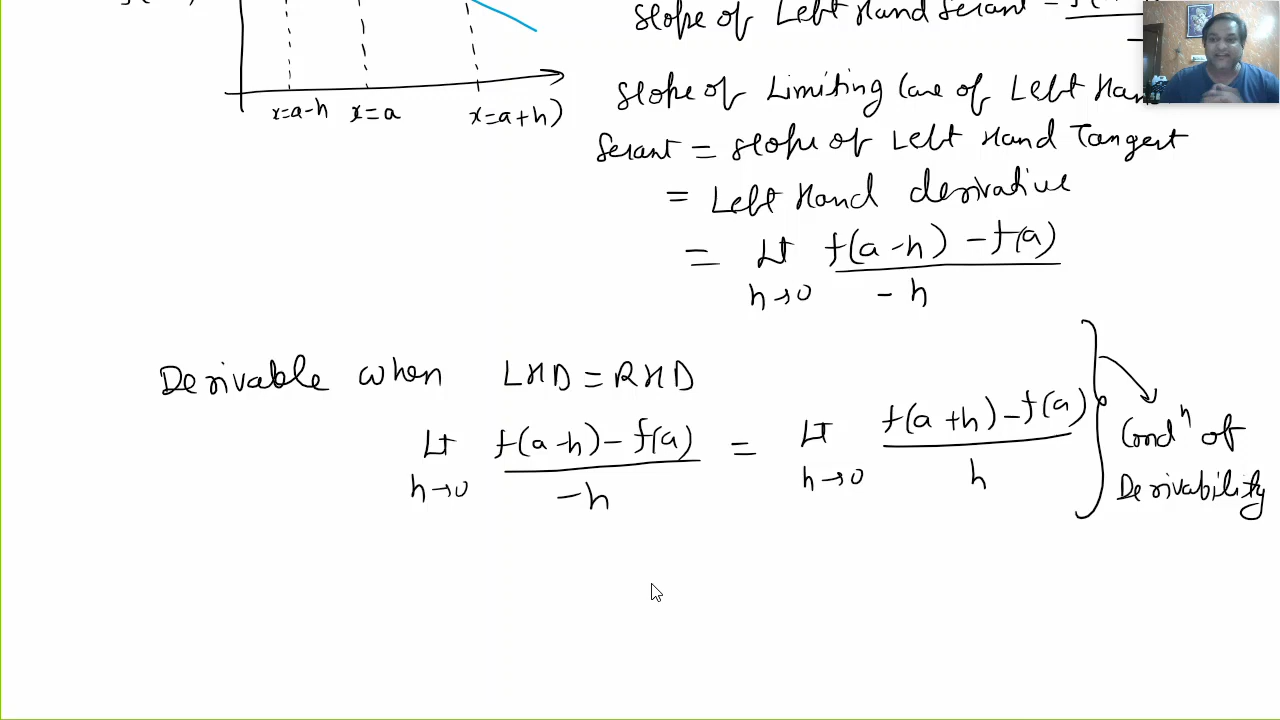 Slope of Left Hand Secant =
Slope of Limiting Case of Left Hand
Secant = Slope of Left Hand Tangent
= Left Hand derivative
= Lt f(a-h) - f(a)
h→0 -h
x=a-h x=a x=a+h)
Derivable when LHD = RHD
Lt f(a-h) - f(a) = Lt f(a+h) - f(a)
h→0 -h h→0 h
Condⁿ of
Derivability